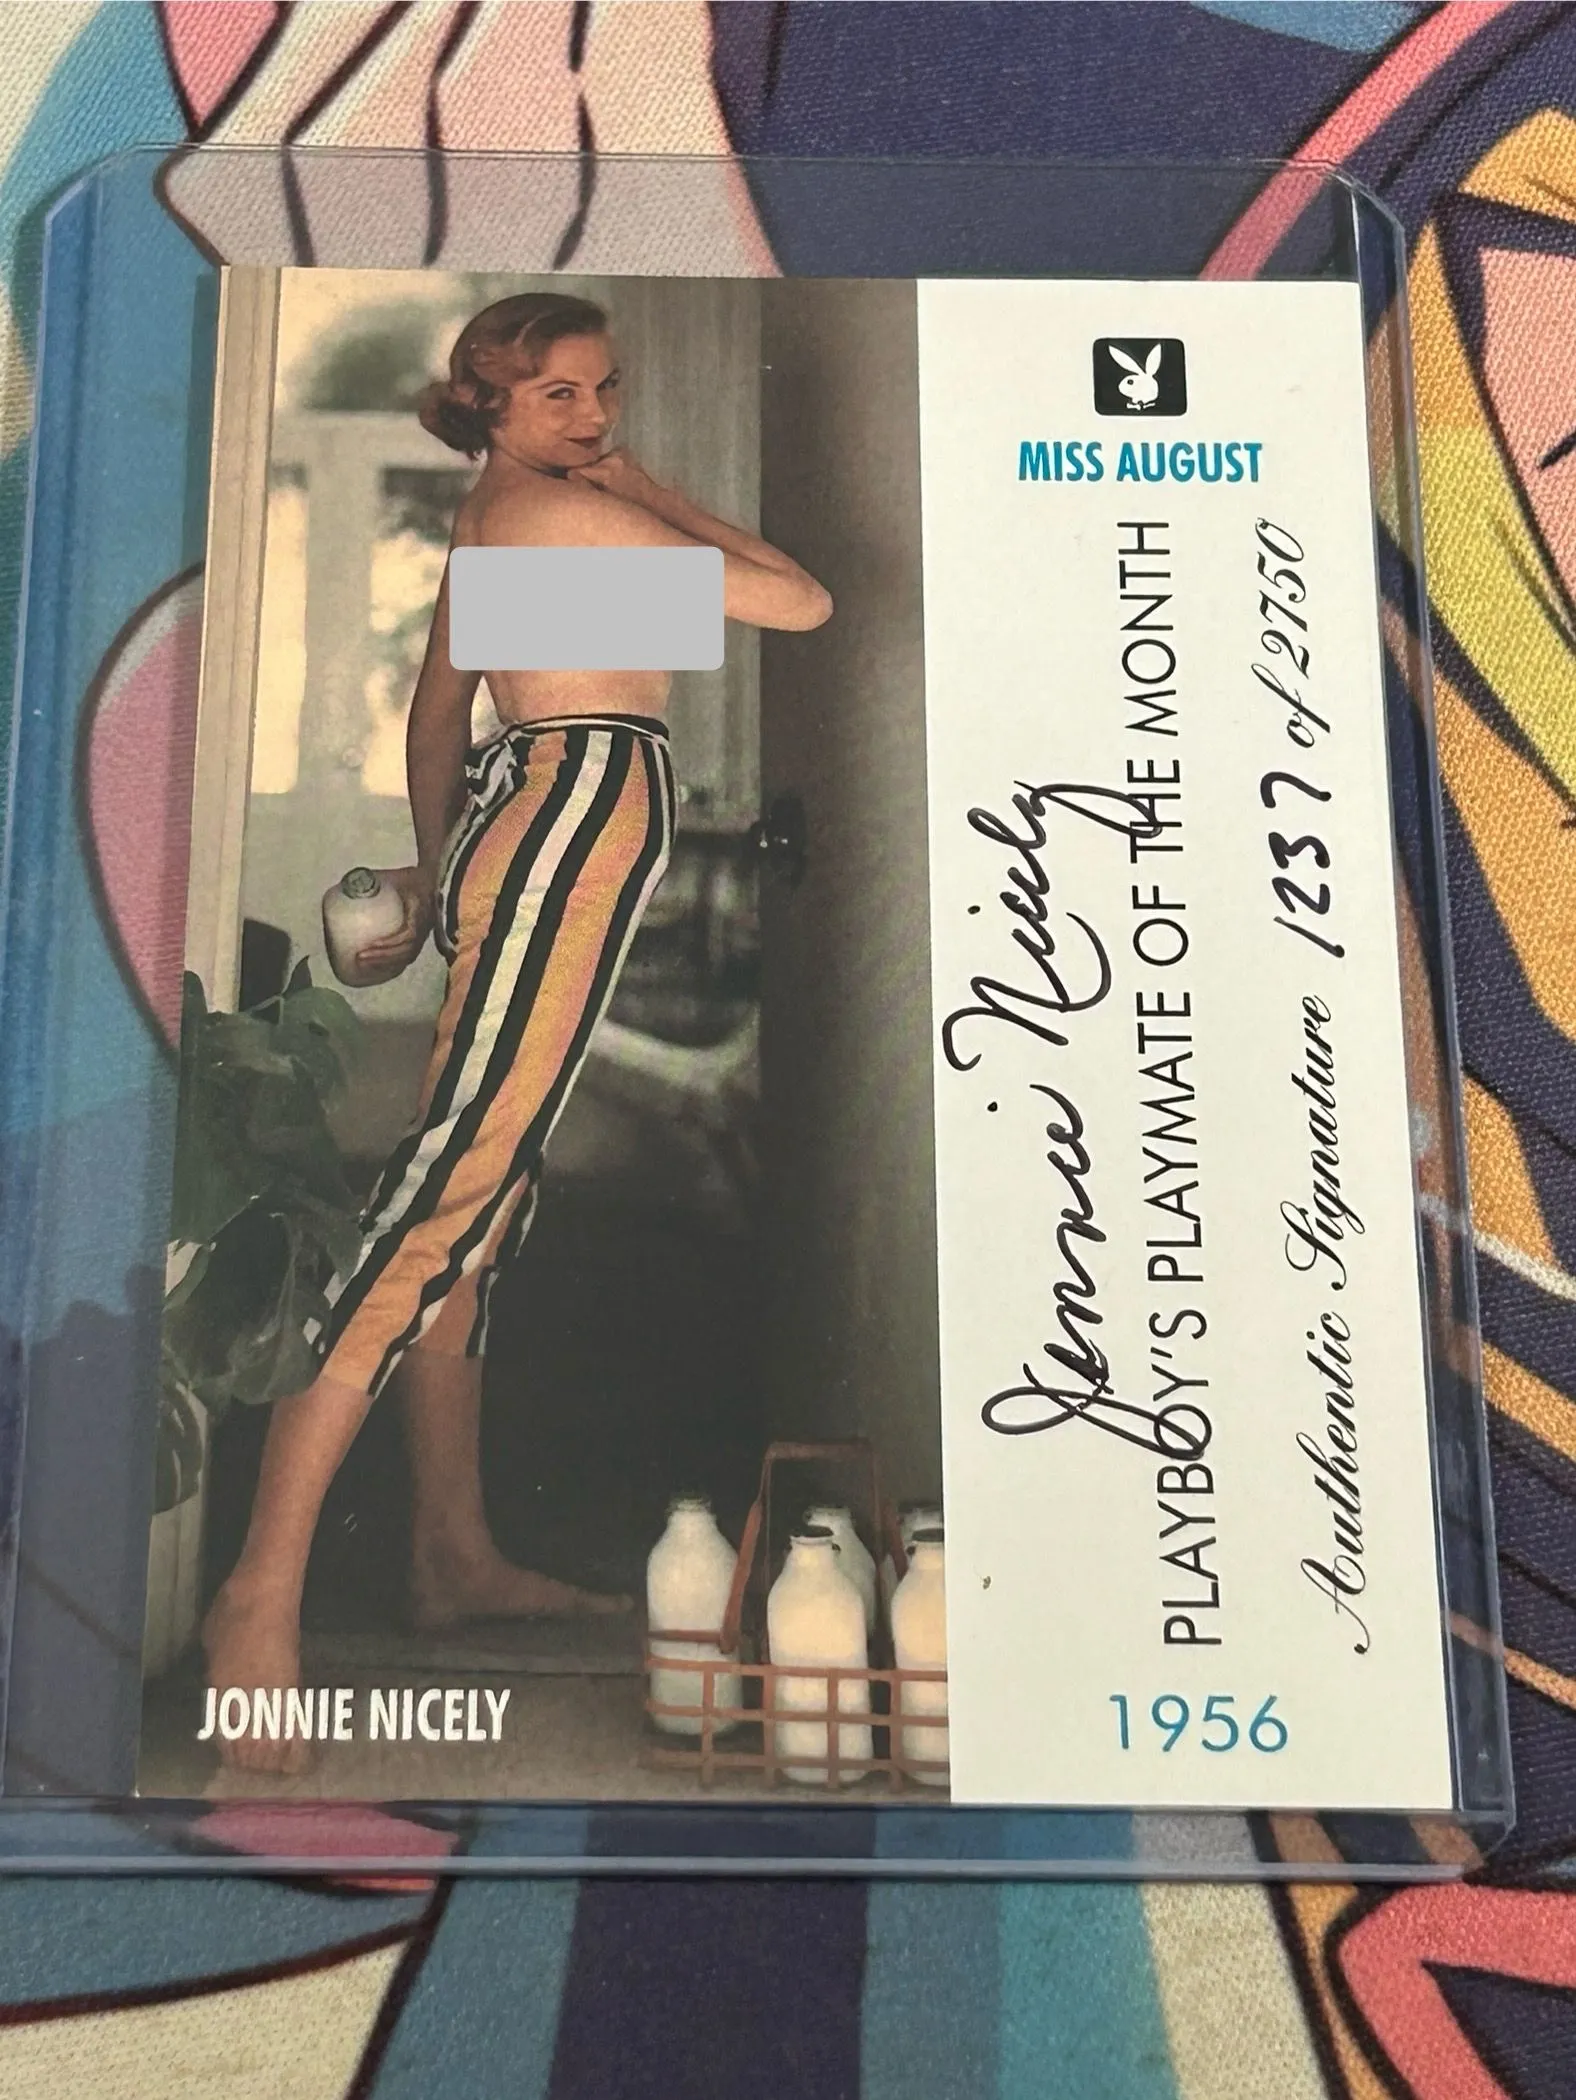 MISS AUGUST
PLAYBOY'S PLAYMATE OF THE MONTH
Jonnie Nicely
Authentic Signature 1237 of 2750
1956
JONNIE NICELY